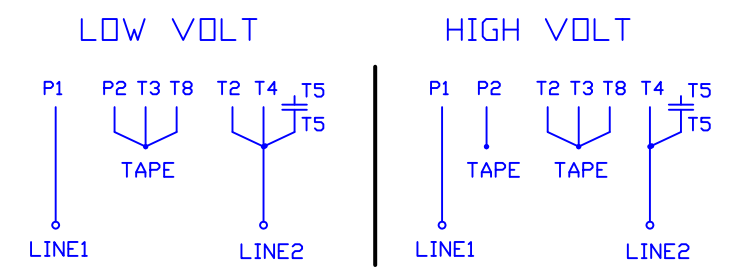 LOW VOLT
P1 P2 T3 T8 T2 T4 T5
T5
TAPE
LINE1 LINE2
HIGH VOLT
P1 P2 T2 T3 T8 T4 T5
T5
TAPE TAPE
LINE1 LINE2